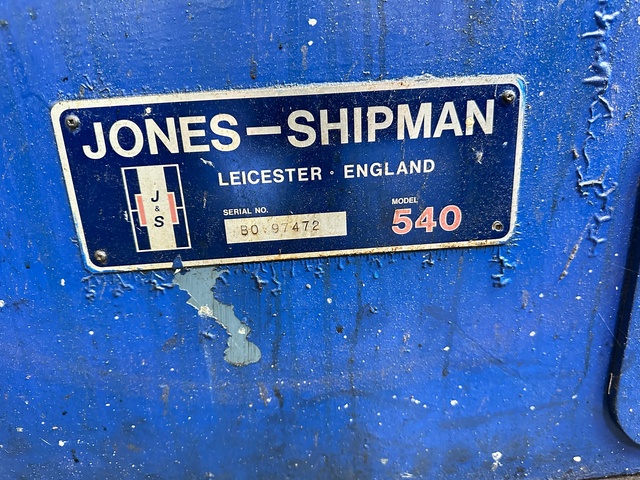 JONES-SHIPMAN
LEICESTER · ENGLAND
J
&
S
SERIAL NO.
BO 97472
MODEL
540